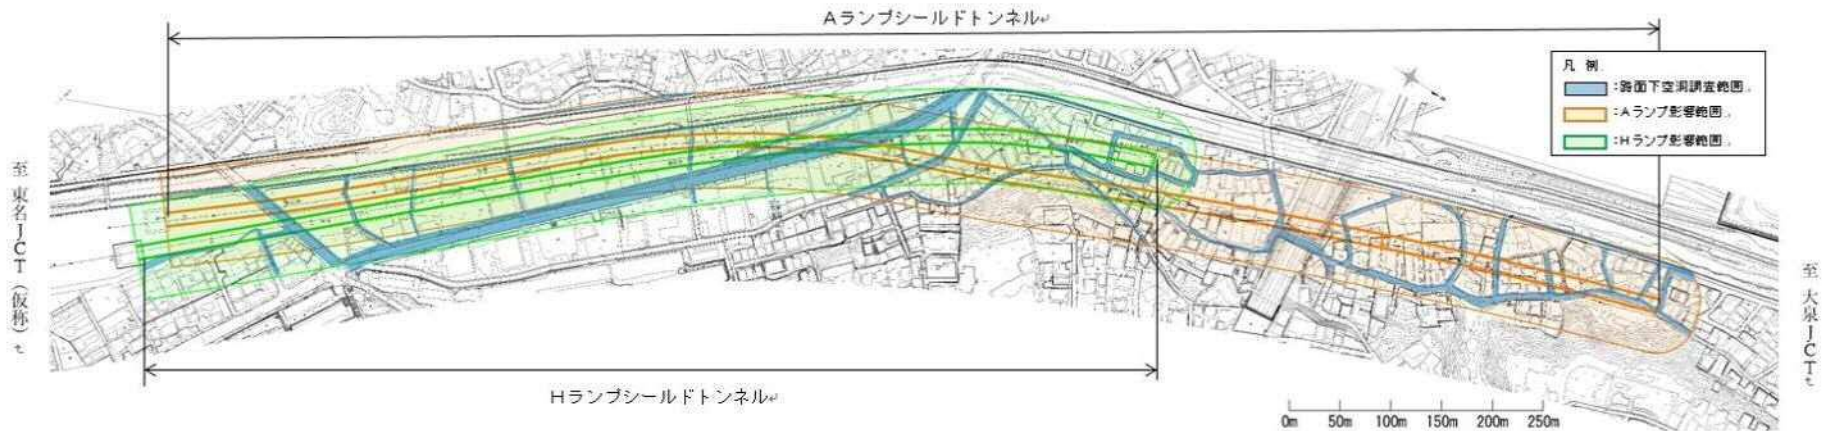 Aランプシールドトンネル
凡 例
:路面下空洞調査範囲
:Aランプ影響範囲
:Hランプ影響範囲
至 東名JCT(仮称)
至 大泉JCT
Hランプシールドトンネル
0m 50m 100m 150m 200m 250m